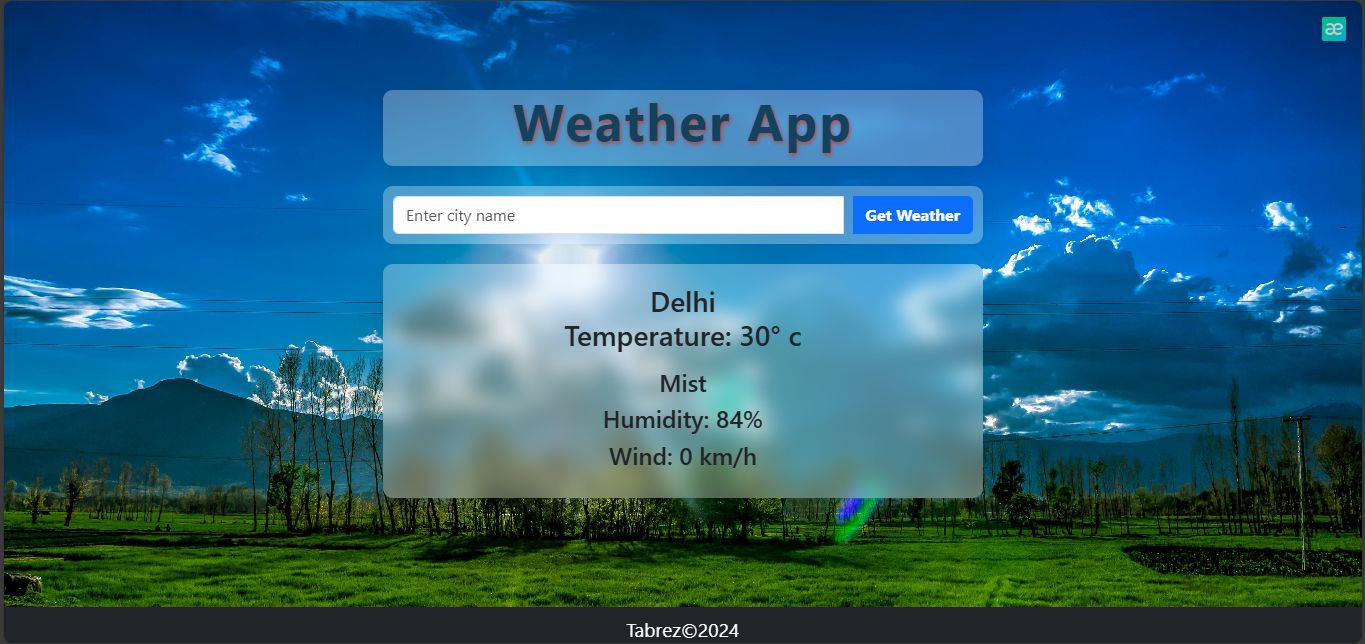 æ
Weather App
Enter city name
Get Weather
Delhi
Temperature: 30° c
Mist
Humidity: 84%
Wind: 0 km/h
Tabrez©2024